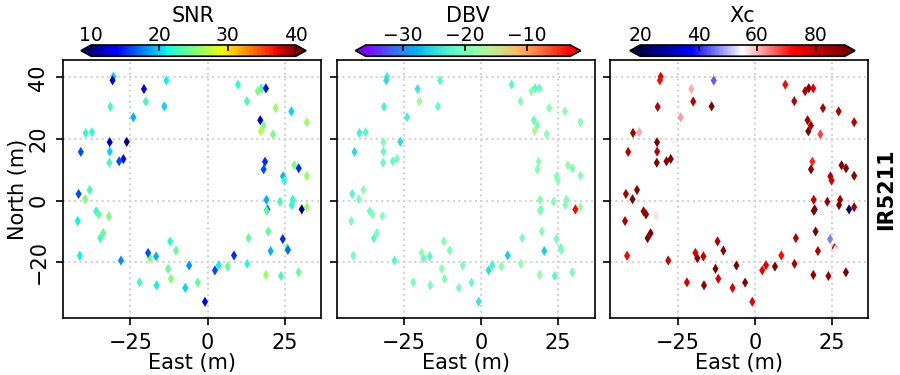 SNR DBV Xc
10 20 30 40 −30 −20 −10 20 40 60 80
40
20
0
−20
North (m)
IR5211
−25 0 25 −25 0 25 −25 0 25
East (m) East (m) East (m)